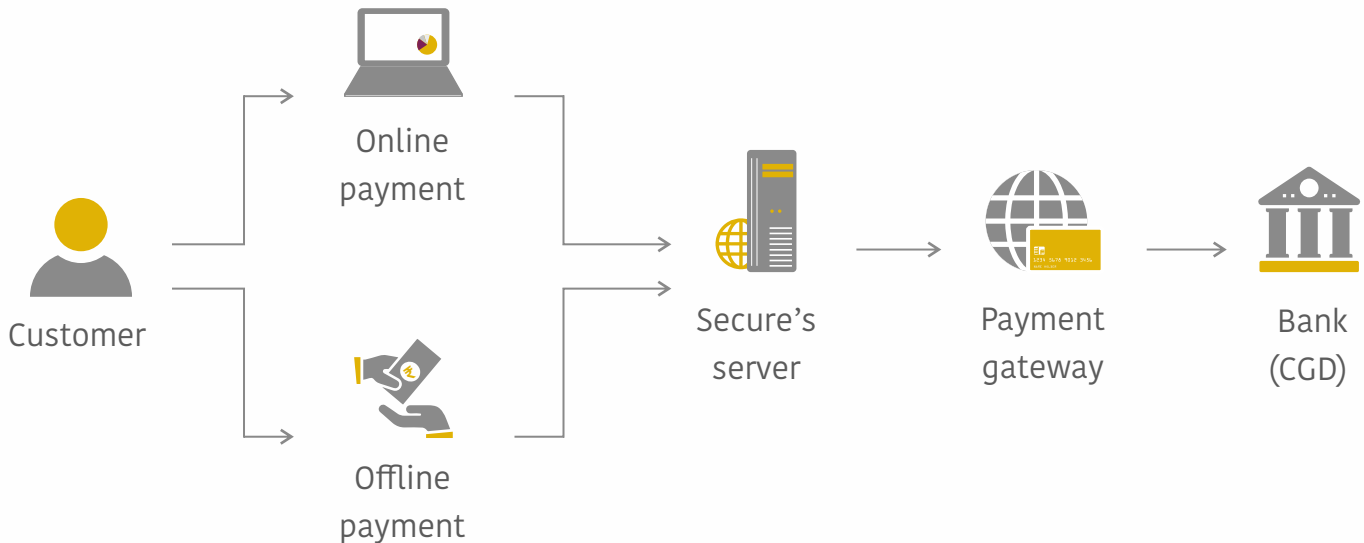 Online
payment
Customer
Offline
payment
Secure's
server
Payment
gateway
Bank
(CGD)